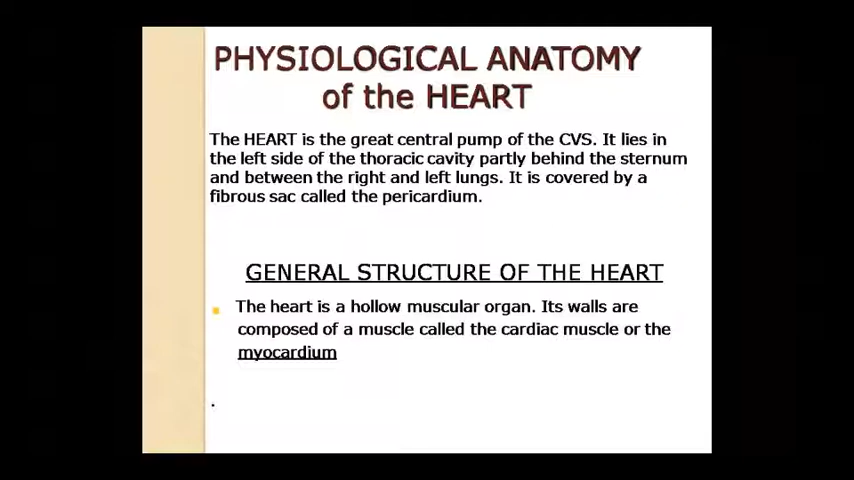 PHYSIOLOGICAL ANATOMY
of the HEART
The HEART is the great central pump of the CVS. It lies in
the left side of the thoracic cavity partly behind the sternum
and between the right and left lungs. It is covered by a
fibrous sac called the pericardium.
GENERAL STRUCTURE OF THE HEART
The heart is a hollow muscular organ. Its walls are
composed of a muscle called the cardiac muscle or the
myocardium
.